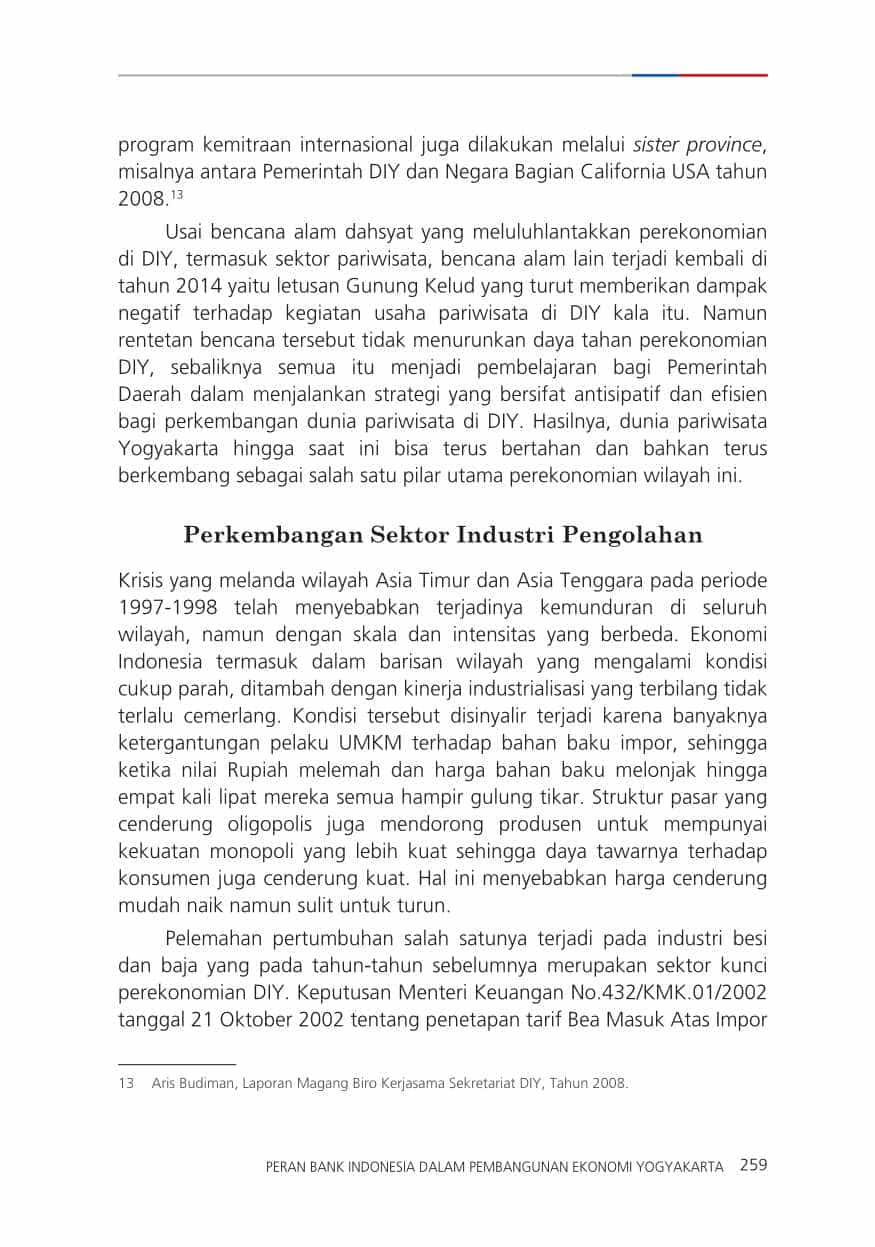 program kemitraan internasional juga dilakukan melalui sister province,
misalnya antara Pemerintah DIY dan Negara Bagian California USA tahun
2008.13
Usai bencana alam dahsyat yang meluluhlantakkan perekonomian
di DIY, termasuk sektor pariwisata, bencana alam lain terjadi kembali di
tahun 2014 yaitu letusan Gunung Kelud yang turut memberikan dampak
negatif terhadap kegiatan usaha pariwisata di DIY kala itu. Namun
rentetan bencana tersebut tidak menurunkan daya tahan perekonomian
DIY, sebaliknya semua itu menjadi pembelajaran bagi Pemerintah
Daerah dalam menjalankan strategi yang bersifat antisipatif dan efisien
bagi perkembangan dunia pariwisata di DIY. Hasilnya, dunia pariwisata
Yogyakarta hingga saat ini bisa terus bertahan dan bahkan terus
berkembang sebagai salah satu pilar utama perekonomian wilayah ini.
Perkembangan Sektor Industri Pengolahan
Krisis yang melanda wilayah Asia Timur dan Asia Tenggara pada periode
1997-1998 telah menyebabkan terjadinya kemunduran di seluruh
wilayah, namun dengan skala dan intensitas yang berbeda. Ekonomi
Indonesia termasuk dalam barisan wilayah yang mengalami kondisi
cukup parah, ditambah dengan kinerja industrialisasi yang terbilang tidak
terlalu cemerlang. Kondisi tersebut disinyalir terjadi karena banyaknya
ketergantungan pelaku UMKM terhadap bahan baku impor, sehingga
ketika nilai Rupiah melemah dan harga bahan baku melonjak hingga
empat kali lipat mereka semua hampir gulung tikar. Struktur pasar yang
cenderung oligopolis juga mendorong produsen untuk mempunyai
kekuatan monopoli yang lebih kuat sehingga daya tawarnya terhadap
konsumen juga cenderung kuat. Hal ini menyebabkan harga cenderung
mudah naik namun sulit untuk turun.
Pelemahan pertumbuhan salah satunya terjadi pada industri besi
dan baja yang pada tahun-tahun sebelumnya merupakan sektor kunci
perekonomian DIY. Keputusan Menteri Keuangan No.432/KMK.01/2002
tanggal 21 Oktober 2002 tentang penetapan tarif Bea Masuk Atas Impor
13 Aris Budiman, Laporan Magang Biro Kerjasama Sekretariat DIY, Tahun 2008.
PERAN BANK INDONESIA DALAM PEMBANGUNAN EKONOMI YOGYAKARTA 259